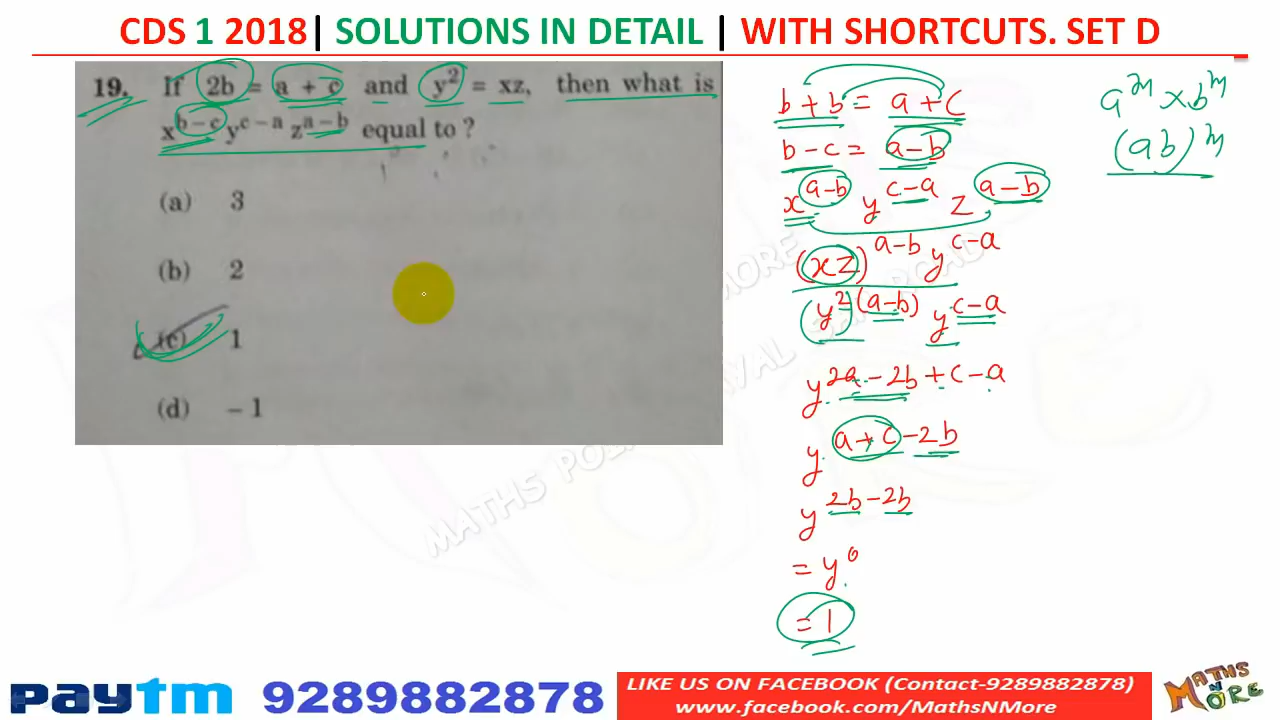 CDS 1 2018| SOLUTIONS IN DETAIL | WITH SHORTCUTS. SET D
19. If 2b = a + c and y² = xz, then what is
x^(b–c) y^(c–a) z^(a–b) equal to ?
(a) 3
(b) 2
(c) 1
(d) – 1
b + b = a + c
b – c = a – b
x^(a–b) y^(c–a) z^(a–b)
(xz)^(a–b) y^(c–a)
(y²)^(a–b) y^(c–a)
y^(2a – 2b + c – a)
y^(a + c – 2b)
y^(2b – 2b)
= y⁰
= 1
a^m × b^m
(ab)^m
paytm 9289882878
LIKE US ON FACEBOOK (Contact-9289882878)
www.facebook.com/MathsNMore
MATHS N MORE